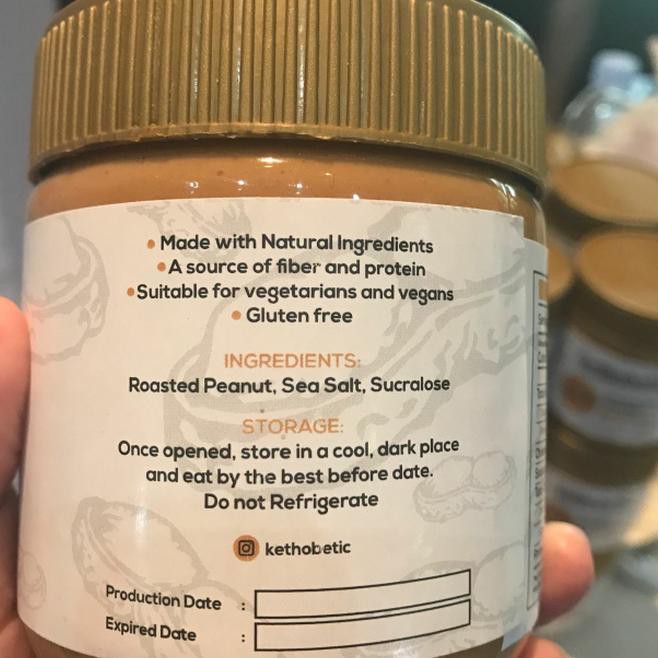 • Made with Natural Ingredients
• A source of fiber and protein
• Suitable for vegetarians and vegans
• Gluten free
INGREDIENTS:
Roasted Peanut, Sea Salt, Sucralose
STORAGE:
Once opened, store in a cool, dark place
and eat by the best before date.
Do not Refrigerate
kethobetic
Production Date :
Expired Date :